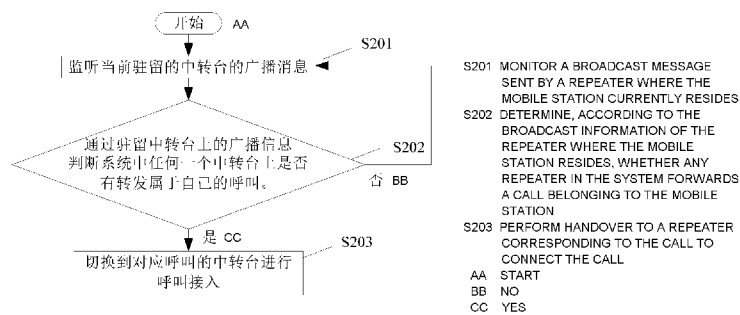 开始 AA
S201
监听当前驻留的中转台的广播消息
通过驻留中转台上的广播信息
判断系统中任何一个中转台上是否
有转发属于自己的呼叫。
S202
否 BB
是 CC
S203
切换到对应呼叫的中转台进行
呼叫接入
S201 MONITOR A BROADCAST MESSAGE
SENT BY A REPEATER WHERE THE
MOBILE STATION CURRENTLY RESIDES
S202 DETERMINE, ACCORDING TO THE
BROADCAST INFORMATION OF THE
REPEATER WHERE THE MOBILE
STATION RESIDES, WHETHER ANY
REPEATER IN THE SYSTEM FORWARDS
A CALL BELONGING TO THE MOBILE
STATION
S203 PERFORM HANDOVER TO A REPEATER
CORRESPONDING TO THE CALL TO
CONNECT THE CALL
AA START
BB NO
CC YES